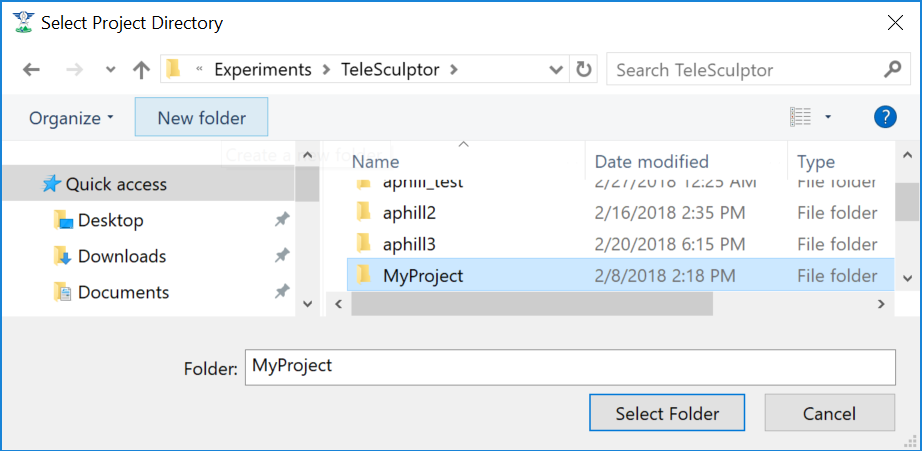 Select Project Directory
« Experiments > TeleSculptor >
Search TeleSculptor
Organize
New folder
Create a new folder.
Name
Date modified
Type
Quick access
Desktop
Downloads
Documents
aphill_test 2/27/2018 12:25 AM File folder
aphill2 2/16/2018 2:35 PM File folder
aphill3 2/20/2018 6:15 PM File folder
MyProject 2/8/2018 2:18 PM File folder
Folder: MyProject
Select Folder
Cancel